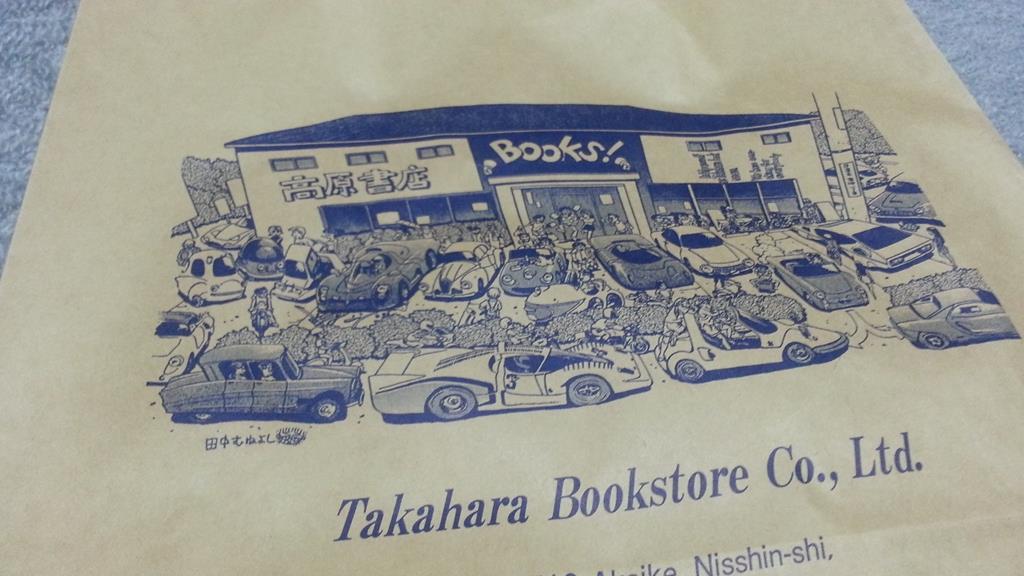 Books!
高原書店
田中むねよし
Takahara Bookstore Co., Ltd.
Akaike, Nisshin-shi,